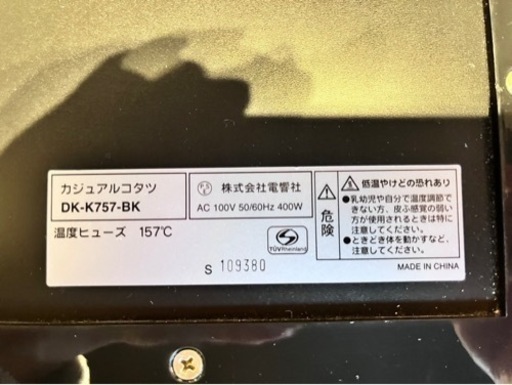 カジュアルコタツ
DK-K757-BK
株式会社電響社
AC 100V 50/60Hz 400W
温度ヒューズ 157℃
TÜVRheinland
S 109380
危険
低温やけどの恐れあり
●乳幼児や自分で温度調節で
きない方、皮ふ感覚の弱い
方が使用されるときは特に
注意してください。
●ときどき体を動かすなど、
注意してください。
MADE IN CHINA